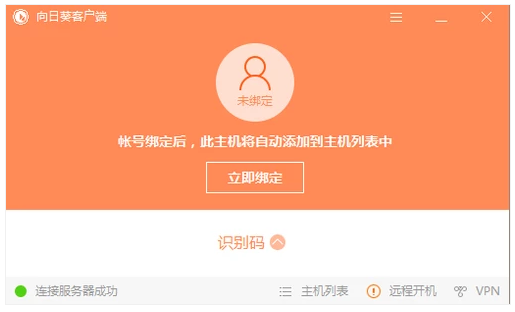 向日葵客户端
未绑定
帐号绑定后，此主机将自动添加到主机列表中
立即绑定
识别码
连接服务器成功 主机列表 远程开机 VPN